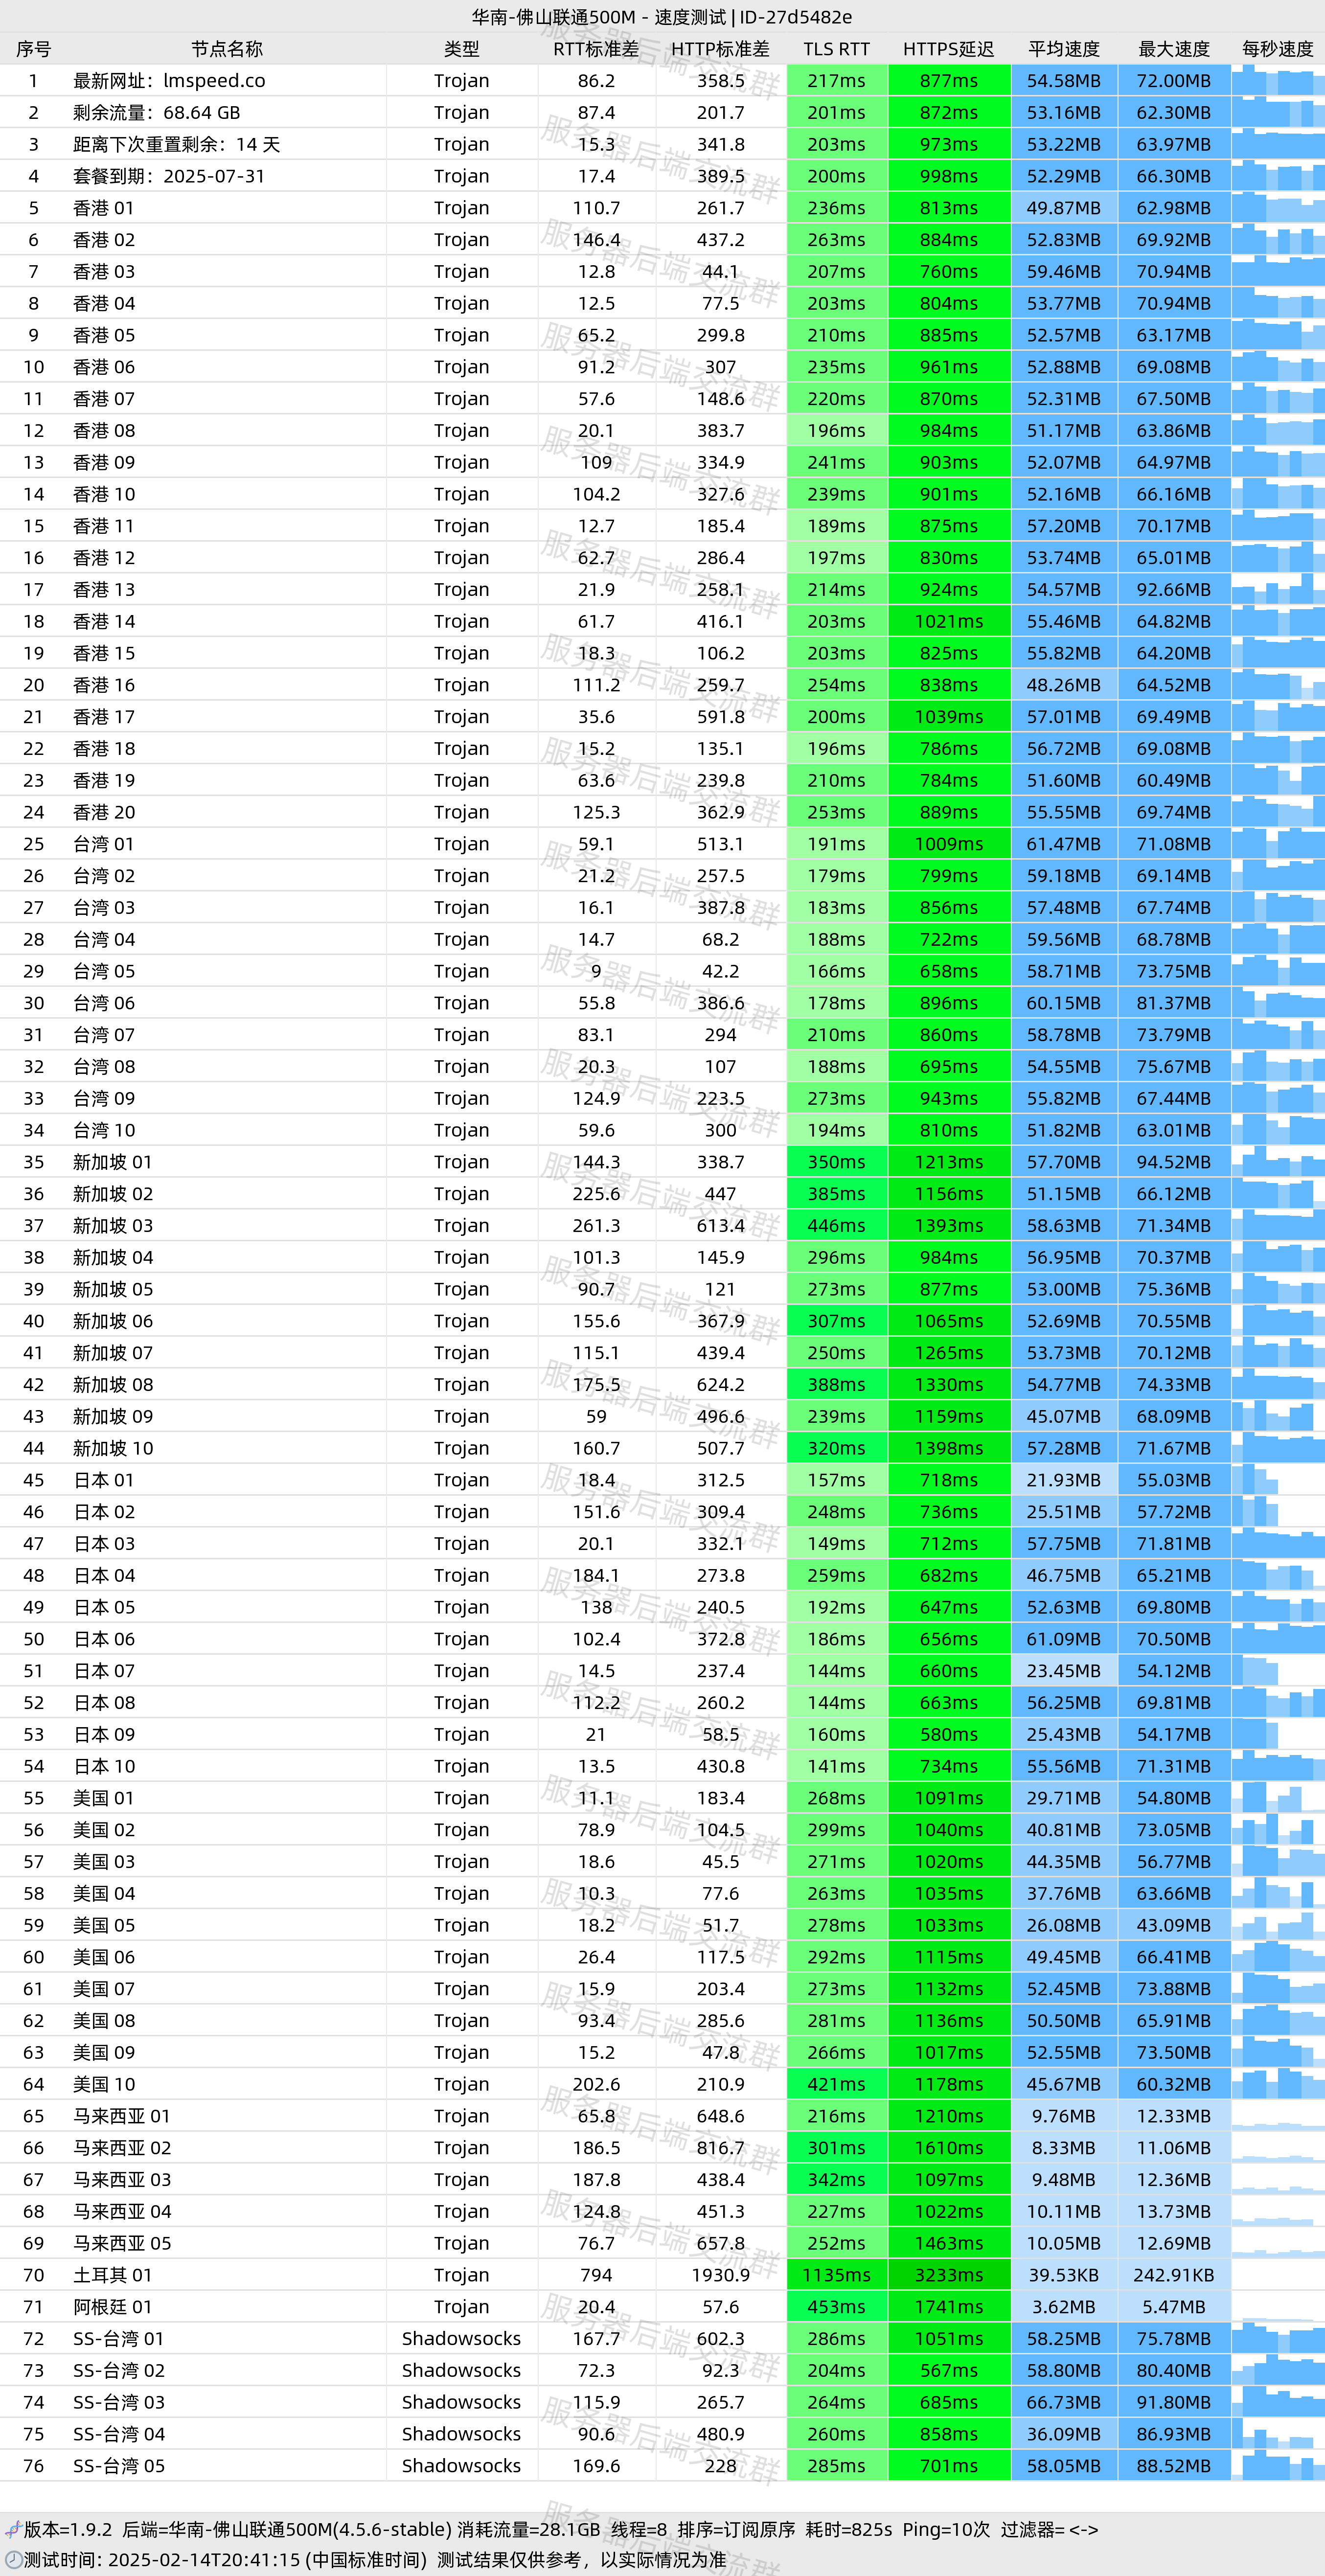 华南-佛山联通500M - 速度测试 | ID-27d5482e
序号 节点名称 类型 RTT标准差 HTTP标准差 TLS RTT HTTPS延迟 平均速度 最大速度 每秒速度
1 最新网址：lmspeed.co Trojan 86.2 358.5 217ms 877ms 54.58MB 72.00MB
2 剩余流量：68.64 GB Trojan 87.4 201.7 201ms 872ms 53.16MB 62.30MB
3 距离下次重置剩余：14 天 Trojan 15.3 341.8 203ms 973ms 53.22MB 63.97MB
4 套餐到期：2025-07-31 Trojan 17.4 389.5 200ms 998ms 52.29MB 66.30MB
5 香港 01 Trojan 110.7 261.7 236ms 813ms 49.87MB 62.98MB
6 香港 02 Trojan 146.4 437.2 263ms 884ms 52.83MB 69.92MB
7 香港 03 Trojan 12.8 44.1 207ms 760ms 59.46MB 70.94MB
8 香港 04 Trojan 12.5 77.5 203ms 804ms 53.77MB 70.94MB
9 香港 05 Trojan 65.2 299.8 210ms 885ms 52.57MB 63.17MB
10 香港 06 Trojan 91.2 307 235ms 961ms 52.88MB 69.08MB
11 香港 07 Trojan 57.6 148.6 220ms 870ms 52.31MB 67.50MB
12 香港 08 Trojan 20.1 383.7 196ms 984ms 51.17MB 63.86MB
13 香港 09 Trojan 109 334.9 241ms 903ms 52.07MB 64.97MB
14 香港 10 Trojan 104.2 327.6 239ms 901ms 52.16MB 66.16MB
15 香港 11 Trojan 12.7 185.4 189ms 875ms 57.20MB 70.17MB
16 香港 12 Trojan 62.7 286.4 197ms 830ms 53.74MB 65.01MB
17 香港 13 Trojan 21.9 258.1 214ms 924ms 54.57MB 92.66MB
18 香港 14 Trojan 61.7 416.1 203ms 1021ms 55.46MB 64.82MB
19 香港 15 Trojan 18.3 106.2 203ms 825ms 55.82MB 64.20MB
20 香港 16 Trojan 111.2 259.7 254ms 838ms 48.26MB 64.52MB
21 香港 17 Trojan 35.6 591.8 200ms 1039ms 57.01MB 69.49MB
22 香港 18 Trojan 15.2 135.1 196ms 786ms 56.72MB 69.08MB
23 香港 19 Trojan 63.6 239.8 210ms 784ms 51.60MB 60.49MB
24 香港 20 Trojan 125.3 362.9 253ms 889ms 55.55MB 69.74MB
25 台湾 01 Trojan 59.1 513.1 191ms 1009ms 61.47MB 71.08MB
26 台湾 02 Trojan 21.2 257.5 179ms 799ms 59.18MB 69.14MB
27 台湾 03 Trojan 16.1 387.8 183ms 856ms 57.48MB 67.74MB
28 台湾 04 Trojan 14.7 68.2 188ms 722ms 59.56MB 68.78MB
29 台湾 05 Trojan 9 42.2 166ms 658ms 58.71MB 73.75MB
30 台湾 06 Trojan 55.8 386.6 178ms 896ms 60.15MB 81.37MB
31 台湾 07 Trojan 83.1 294 210ms 860ms 58.78MB 73.79MB
32 台湾 08 Trojan 20.3 107 188ms 695ms 54.55MB 75.67MB
33 台湾 09 Trojan 124.9 223.5 273ms 943ms 55.82MB 67.44MB
34 台湾 10 Trojan 59.6 300 194ms 810ms 51.82MB 63.01MB
35 新加坡 01 Trojan 144.3 338.7 350ms 1213ms 57.70MB 94.52MB
36 新加坡 02 Trojan 225.6 447 385ms 1156ms 51.15MB 66.12MB
37 新加坡 03 Trojan 261.3 613.4 446ms 1393ms 58.63MB 71.34MB
38 新加坡 04 Trojan 101.3 145.9 296ms 984ms 56.95MB 70.37MB
39 新加坡 05 Trojan 90.7 121 273ms 877ms 53.00MB 75.36MB
40 新加坡 06 Trojan 155.6 367.9 307ms 1065ms 52.69MB 70.55MB
41 新加坡 07 Trojan 115.1 439.4 250ms 1265ms 53.73MB 70.12MB
42 新加坡 08 Trojan 175.5 624.2 388ms 1330ms 54.77MB 74.33MB
43 新加坡 09 Trojan 59 496.6 239ms 1159ms 45.07MB 68.09MB
44 新加坡 10 Trojan 160.7 507.7 320ms 1398ms 57.28MB 71.67MB
45 日本 01 Trojan 18.4 312.5 157ms 718ms 21.93MB 55.03MB
46 日本 02 Trojan 151.6 309.4 248ms 736ms 25.51MB 57.72MB
47 日本 03 Trojan 20.1 332.1 149ms 712ms 57.75MB 71.81MB
48 日本 04 Trojan 184.1 273.8 259ms 682ms 46.75MB 65.21MB
49 日本 05 Trojan 138 240.5 192ms 647ms 52.63MB 69.80MB
50 日本 06 Trojan 102.4 372.8 186ms 656ms 61.09MB 70.50MB
51 日本 07 Trojan 14.5 237.4 144ms 660ms 23.45MB 54.12MB
52 日本 08 Trojan 112.2 260.2 144ms 663ms 56.25MB 69.81MB
53 日本 09 Trojan 21 58.5 160ms 580ms 25.43MB 54.17MB
54 日本 10 Trojan 13.5 430.8 141ms 734ms 55.56MB 71.31MB
55 美国 01 Trojan 11.1 183.4 268ms 1091ms 29.71MB 54.80MB
56 美国 02 Trojan 78.9 104.5 299ms 1040ms 40.81MB 73.05MB
57 美国 03 Trojan 18.6 45.5 271ms 1020ms 44.35MB 56.77MB
58 美国 04 Trojan 10.3 77.6 263ms 1035ms 37.76MB 63.66MB
59 美国 05 Trojan 18.2 51.7 278ms 1033ms 26.08MB 43.09MB
60 美国 06 Trojan 26.4 117.5 292ms 1115ms 49.45MB 66.41MB
61 美国 07 Trojan 15.9 203.4 273ms 1132ms 52.45MB 73.88MB
62 美国 08 Trojan 93.4 285.6 281ms 1136ms 50.50MB 65.91MB
63 美国 09 Trojan 15.2 47.8 266ms 1017ms 52.55MB 73.50MB
64 美国 10 Trojan 202.6 210.9 421ms 1178ms 45.67MB 60.32MB
65 马来西亚 01 Trojan 65.8 648.6 216ms 1210ms 9.76MB 12.33MB
66 马来西亚 02 Trojan 186.5 816.7 301ms 1610ms 8.33MB 11.06MB
67 马来西亚 03 Trojan 187.8 438.4 342ms 1097ms 9.48MB 12.36MB
68 马来西亚 04 Trojan 124.8 451.3 227ms 1022ms 10.11MB 13.73MB
69 马来西亚 05 Trojan 76.7 657.8 252ms 1463ms 10.05MB 12.69MB
70 土耳其 01 Trojan 794 1930.9 1135ms 3233ms 39.53KB 242.91KB
71 阿根廷 01 Trojan 20.4 57.6 453ms 1741ms 3.62MB 5.47MB
72 SS-台湾 01 Shadowsocks 167.7 602.3 286ms 1051ms 58.25MB 75.78MB
73 SS-台湾 02 Shadowsocks 72.3 92.3 204ms 567ms 58.80MB 80.40MB
74 SS-台湾 03 Shadowsocks 115.9 265.7 264ms 685ms 66.73MB 91.80MB
75 SS-台湾 04 Shadowsocks 90.6 480.9 260ms 858ms 36.09MB 86.93MB
76 SS-台湾 05 Shadowsocks 169.6 228 285ms 701ms 58.05MB 88.52MB
版本=1.9.2 后端=华南-佛山联通500M(4.5.6-stable) 消耗流量=28.1GB 线程=8 排序=订阅原序 耗时=825s Ping=10次 过滤器= <->
测试时间: 2025-02-14T20:41:15 (中国标准时间) 测试结果仅供参考，以实际情况为准
服务器后端交流群